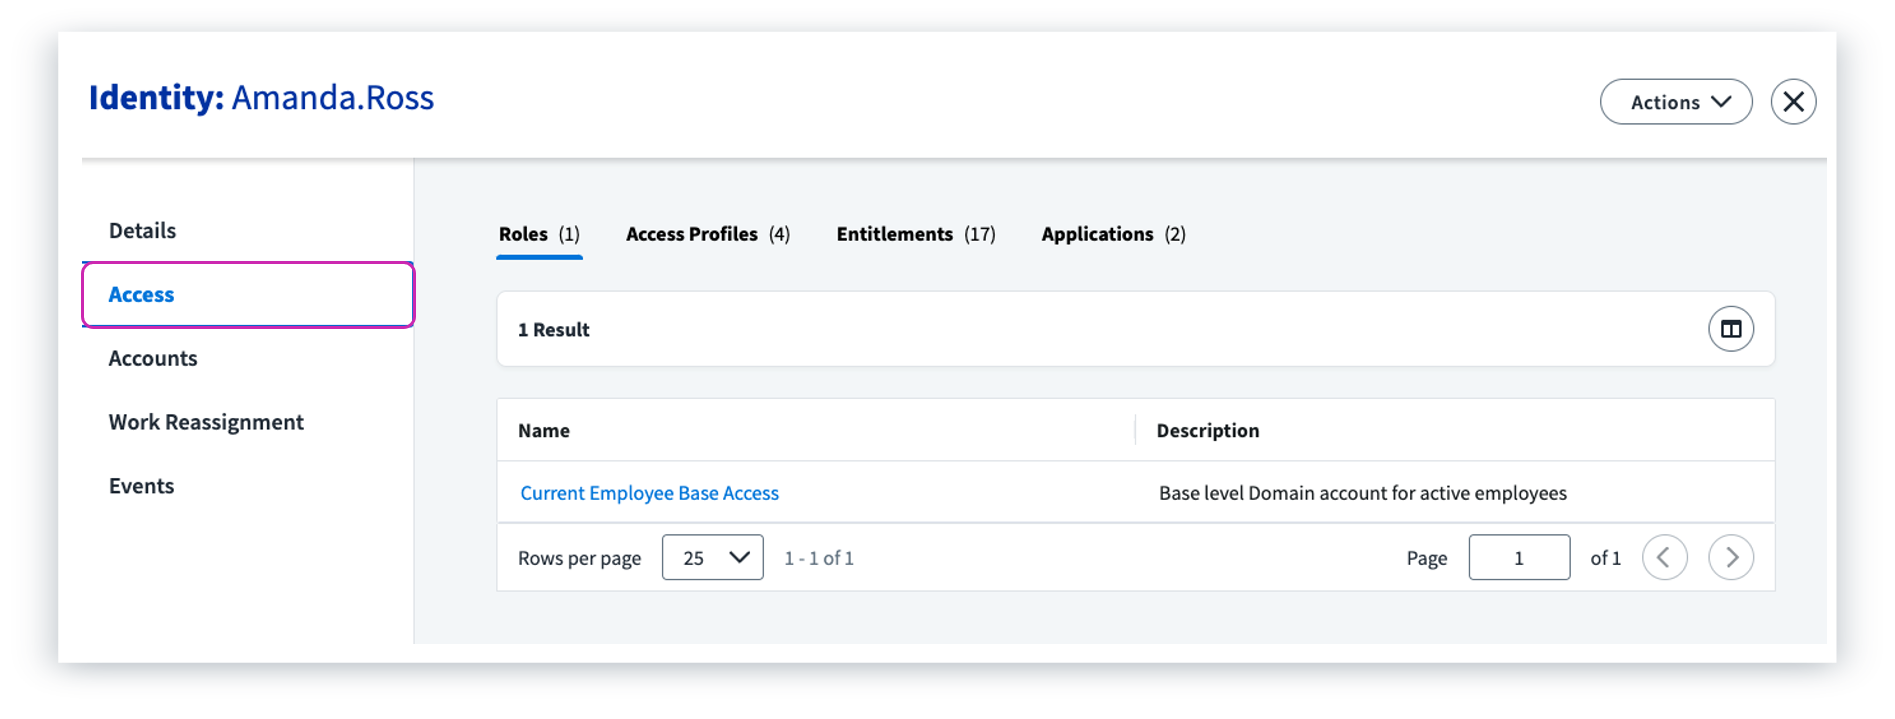 Identity: Amanda.Ross
Actions
Details
Access
Accounts
Work Reassignment
Events
Roles (1) Access Profiles (4) Entitlements (17) Applications (2)
1 Result
Name Description
Current Employee Base Access Base level Domain account for active employees
Rows per page 25 1 - 1 of 1 Page 1 of 1